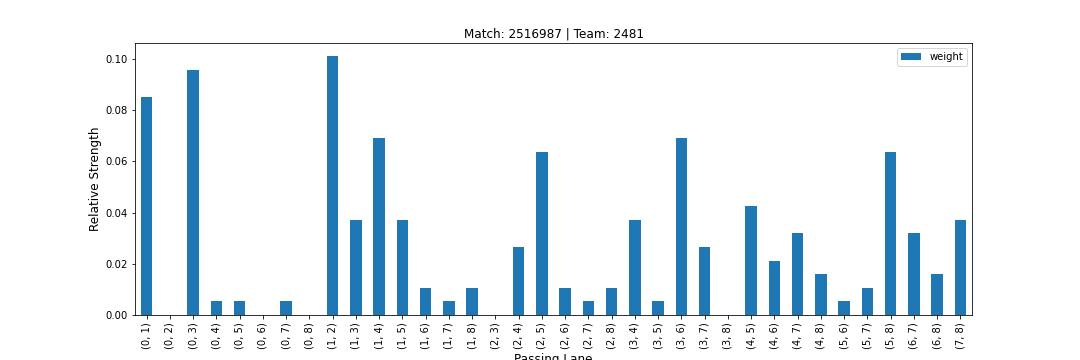 Match: 2516987 | Team: 2481
weight
Relative Strength
0.10
0.08
0.06
0.04
0.02
0.00
(0, 1) (0, 2) (0, 3) (0, 4) (0, 5) (0, 6) (0, 7) (0, 8) (1, 2) (1, 3) (1, 4) (1, 5) (1, 6) (1, 7) (1, 8) (2, 3) (2, 4) (2, 5) (2, 6) (2, 7) (2, 8) (3, 4) (3, 5) (3, 6) (3, 7) (3, 8) (4, 5) (4, 6) (4, 7) (4, 8) (5, 6) (5, 7) (5, 8) (6, 7) (6, 8) (7, 8)
Passing Lane